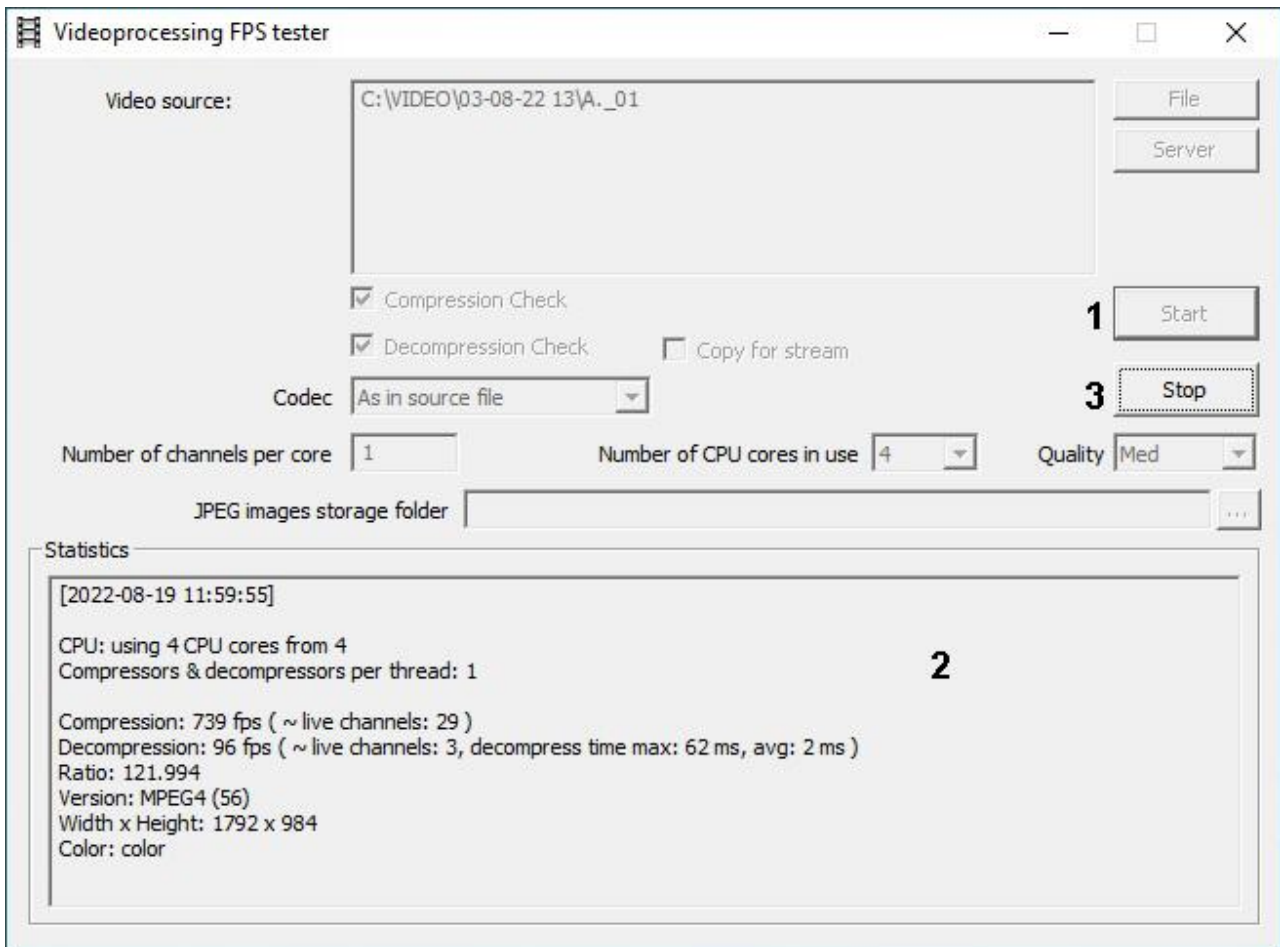 Videoprocessing FPS tester
Video source:
C:\VIDEO\03-08-22 13\A._01
File
Server
Compression Check
1
Start
Decompression Check
Copy for stream
Codec
As in source file
3
Stop
Number of channels per core
1
Number of CPU cores in use
4
Quality
Med
JPEG images storage folder
...
Statistics
[2022-08-19 11:59:55]
CPU: using 4 CPU cores from 4
Compressors & decompressors per thread: 1
2
Compression: 739 fps ( ~ live channels: 29 )
Decompression: 96 fps ( ~ live channels: 3, decompress time max: 62 ms, avg: 2 ms )
Ratio: 121.994
Version: MPEG4 (56)
Width x Height: 1792 x 984
Color: color